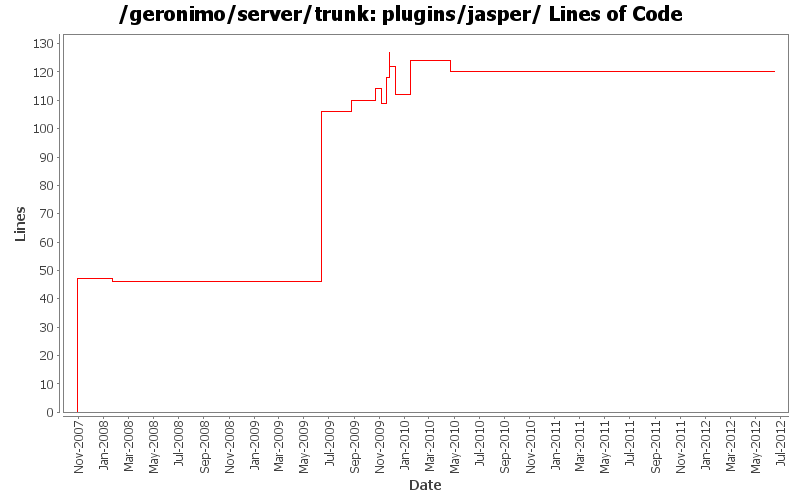 /geronimo/server/trunk: plugins/jasper/ Lines of Code
130
120
110
100
90
80
70
60
50
40
30
20
10
0
Lines
Nov-2007
Jan-2008
Mar-2008
May-2008
Jul-2008
Sep-2008
Nov-2008
Jan-2009
Mar-2009
May-2009
Jul-2009
Sep-2009
Nov-2009
Jan-2010
Mar-2010
May-2010
Jul-2010
Sep-2010
Nov-2010
Jan-2011
Mar-2011
May-2011
Jul-2011
Sep-2011
Nov-2011
Jan-2012
Mar-2012
May-2012
Jul-2012
Date